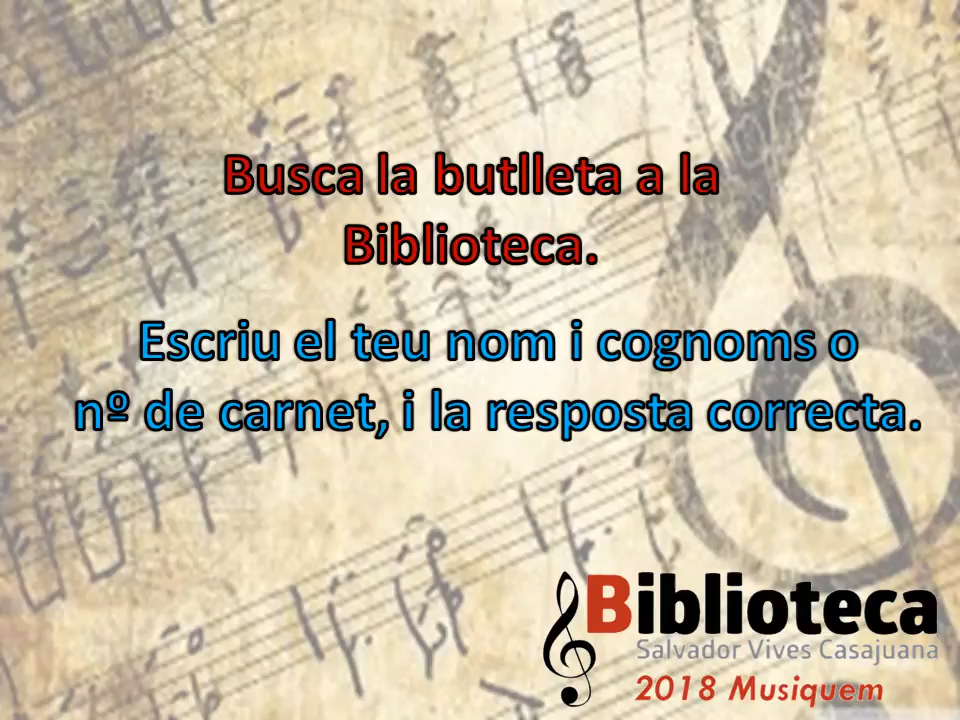 Busca la butlleta a la
Biblioteca.
Escriu el teu nom i cognoms o
nº de carnet, i la resposta correcta.
Biblioteca
Salvador Vives Casajuana
2018 Musiquem